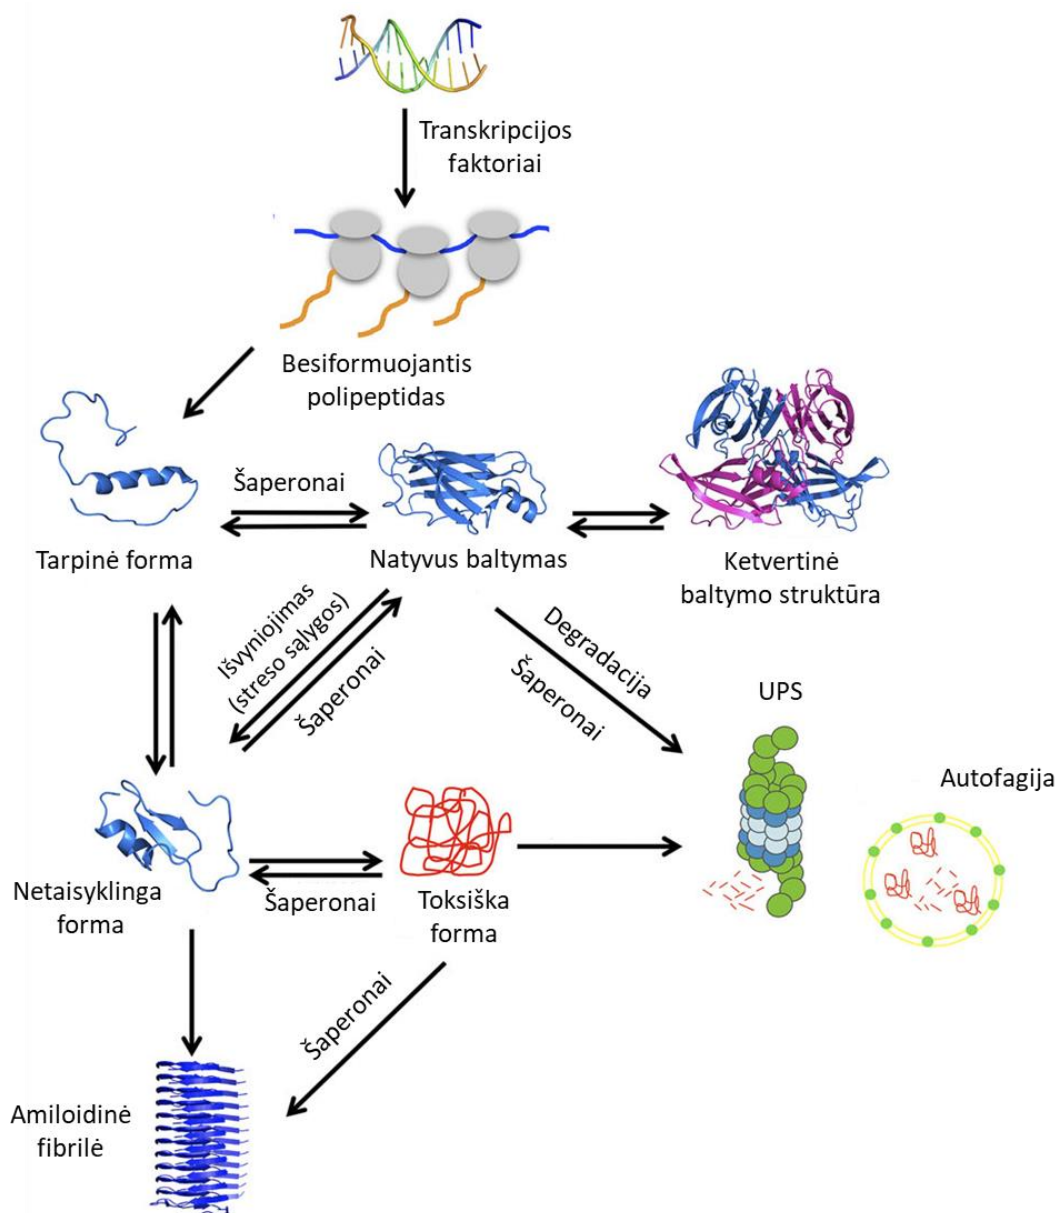 Transkripcijos
faktoriai
Besiformuojantis
polipeptidas
Šaperonai
Tarpinė forma
Natyvus baltymas
Ketvertinė
baltymo struktūra
Išvyniojimas
(streso sąlygos)
Šaperonai
Degradacija
Šaperonai
UPS
Autofagija
Netaisyklinga
forma
Šaperonai
Toksiška
forma
Šaperonai
Amiloidinė
fibrilė